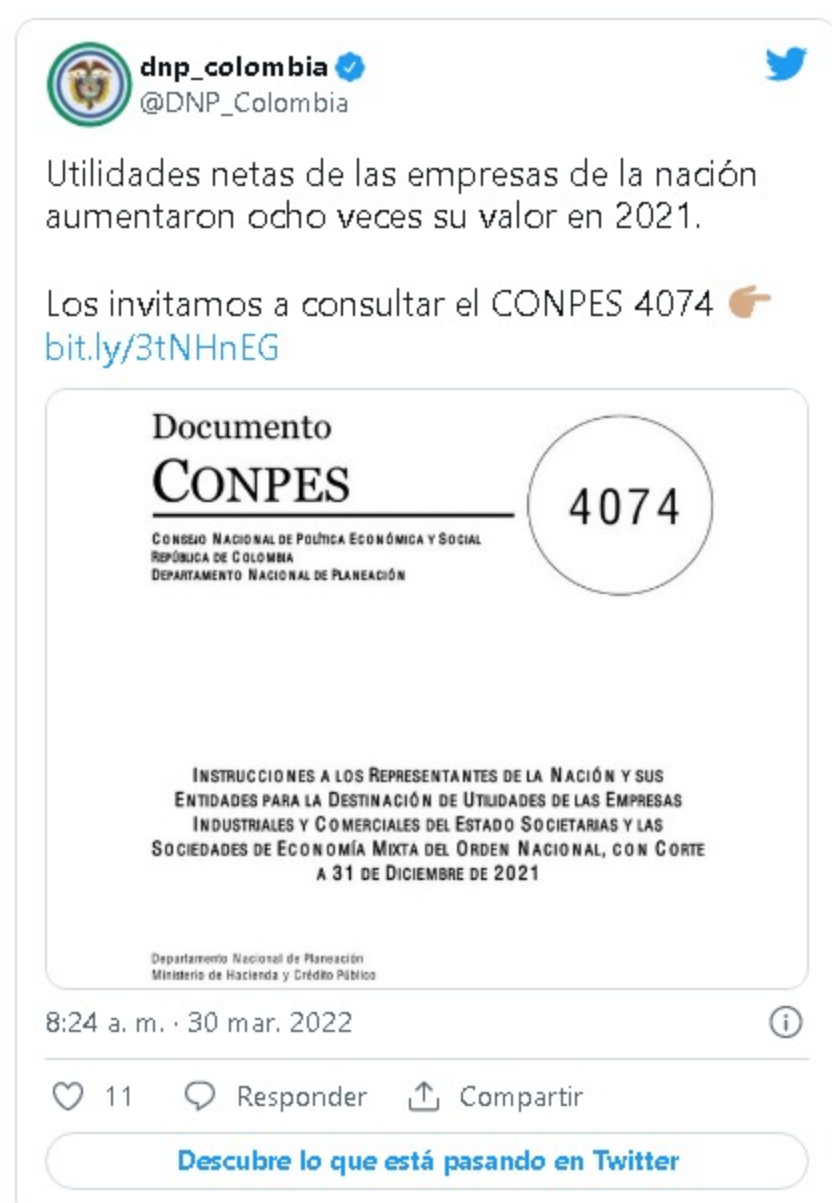 dnp_colombia
@DNP_Colombia
Utilidades netas de las empresas de la nación
aumentaron ocho veces su valor en 2021.
Los invitamos a consultar el CONPES 4074
bit.ly/3tNHnEG
Documento
CONPES
4074
CONSEJO NACIONAL DE POLÍTICA ECONÓMICA Y SOCIAL
REPÚBLICA DE COLOMBIA
DEPARTAMENTO NACIONAL DE PLANEACIÓN
INSTRUCCIONES A LOS REPRESENTANTES DE LA NACIÓN Y SUS
ENTIDADES PARA LA DESTINACIÓN DE UTILIDADES DE LAS EMPRESAS
INDUSTRIALES Y COMERCIALES DEL ESTADO SOCIETARIAS Y LAS
SOCIEDADES DE ECONOMÍA MIXTA DEL ORDEN NACIONAL, CON CORTE
A 31 DE DICIEMBRE DE 2021
Departamento Nacional de Planeación
Ministerio de Hacienda y Crédito Público
8:24 a. m. · 30 mar. 2022
11 Responder Compartir
Descubre lo que está pasando en Twitter